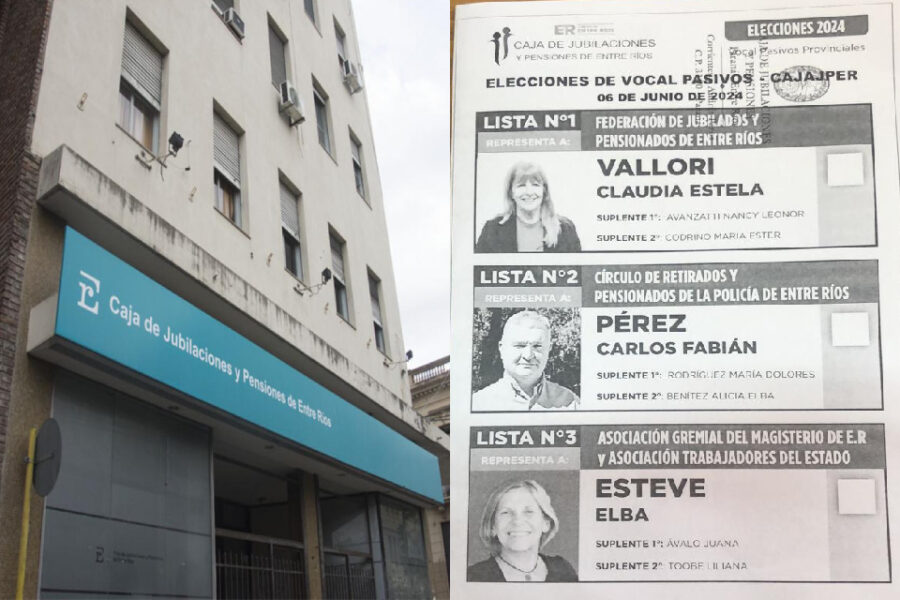 Caja de Jubilaciones y Pensiones de Entre Ríos
ER
ELECCIONES 2024
CAJA DE JUBILACIONES
Y PENSIONES DE ENTRE RÍOS
Vocal Pasivos Provinciales
ELECCIONES DE VOCAL PASIVOS - CAJAJPER
06 DE JUNIO DE 2024
LISTA N°1
FEDERACIÓN DE JUBILADOS Y
REPRESENTA A:
PENSIONADOS DE ENTRE RÍOS
VALLORI
CLAUDIA ESTELA
SUPLENTE 1°: AVANZATTI NANCY LEONOR
SUPLENTE 2°: CODRINO MARIA ESTER
LISTA N°2
CÍRCULO DE RETIRADOS Y
REPRESENTA A:
PENSIONADOS DE LA POLICÍA DE ENTRE RÍOS
PÉREZ
CARLOS FABIÁN
SUPLENTE 1°: RODRÍGUEZ MARÍA DOLORES
SUPLENTE 2°: BENÍTEZ ALICIA ELBA
LISTA N°3
ASOCIACIÓN GREMIAL DEL MAGISTERIO DE E.R
REPRESENTA A:
y ASOCIACIÓN TRABAJADORES DEL ESTADO
ESTEVE
ELBA
SUPLENTE 1°: ÁVALO JUANA
SUPLENTE 2°: TOOBE LILIANA